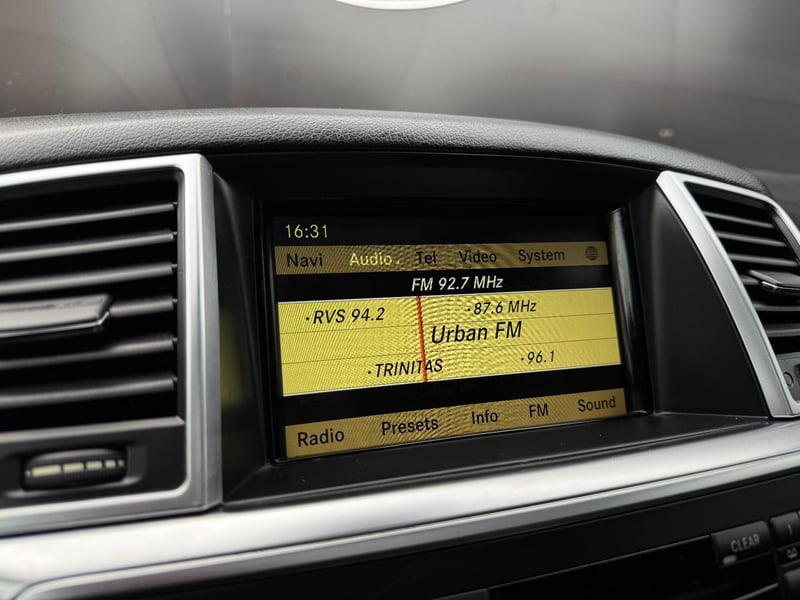 16:31
Navi Audio Tel Video System
FM 92.7 MHz
·RVS 94.2 ·87.6 MHz
Urban FM
·TRINITAS ·96.1
Radio Presets Info FM Sound
CLEAR 1